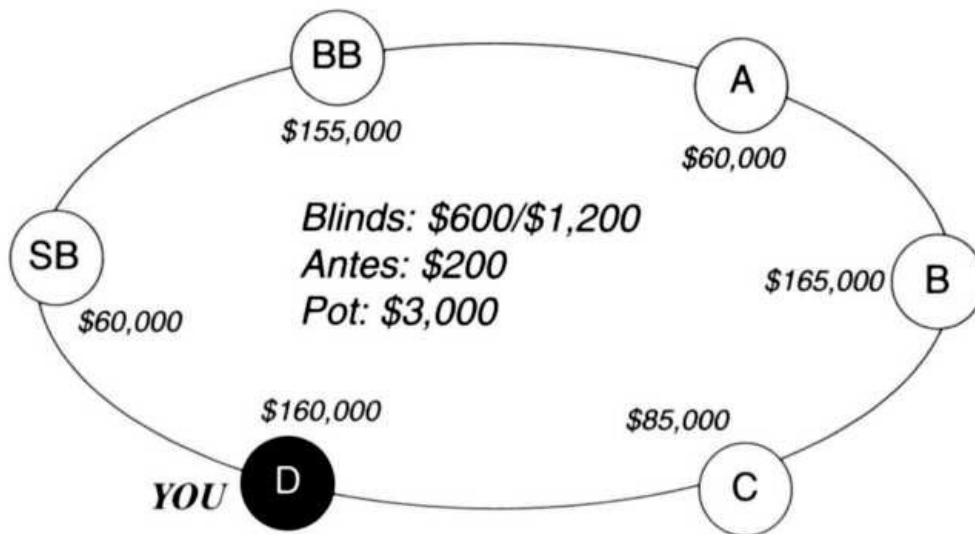 BB
$155,000
A
$60,000
Blinds: $600/$1,200
Antes: $200
Pot: $3,000
SB
$60,000
$165,000 B
$160,000
YOU D
$85,000
C